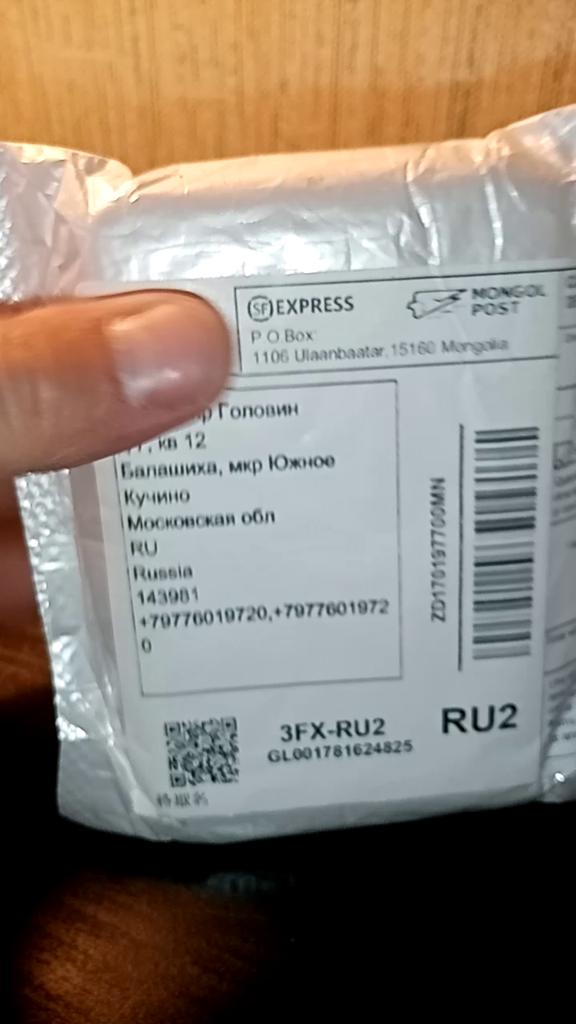 SF EXPRESS
MONGOL POST
P.O.Box
1106 Ulaanbaatar, 15160 Mongolia
Головин
кв 12
Балашиха, мкр Южное
Кучино
Московская обл
RU
Russia
143981
+79776019720,+7977601972
0
ZD170197700MN
3FX-RU2
RU2
GL001781624825